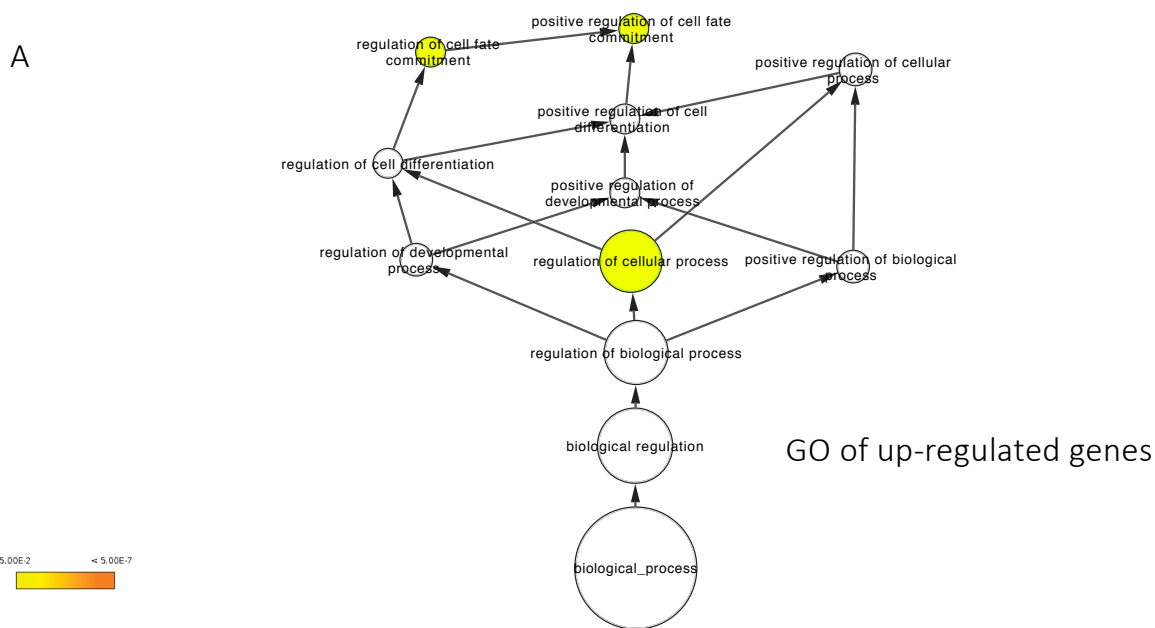 A
positive regulation of cell fate
commitment
regulation of cell fate
commitment
positive regulation of cellular
process
positive regulation of cell
differentiation
regulation of cell differentiation
positive regulation of
developmental process
regulation of developmental
process
regulation of cellular process
positive regulation of biological
process
regulation of biological process
biological regulation
GO of up-regulated genes
5.00E-2 < 5.00E-7
biological_process